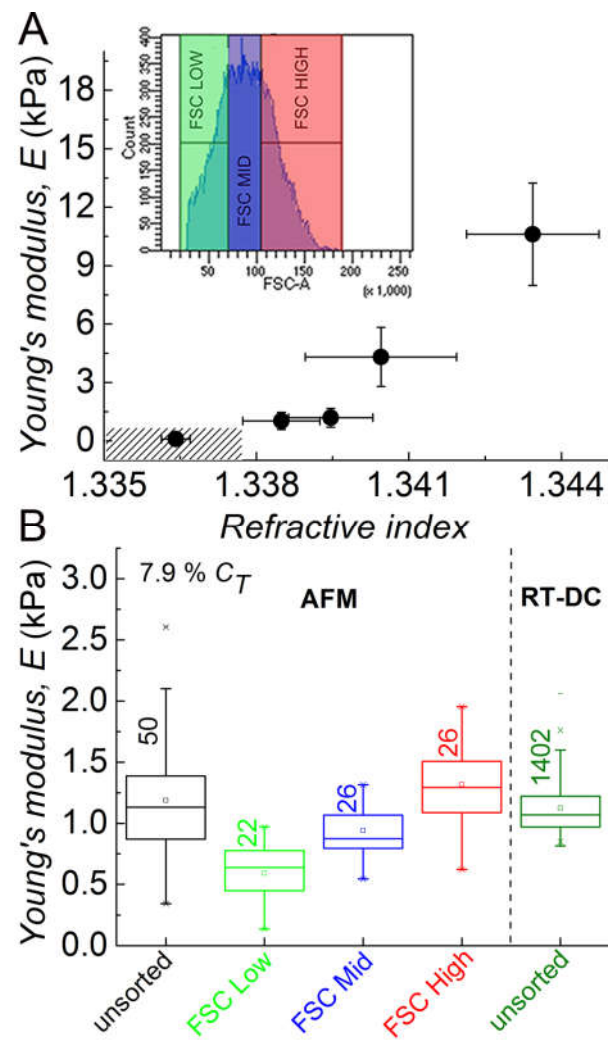 A
Young's modulus, E (kPa)
18
15
12
9
6
3
0
400
350
300
250
200
150
100
50
0
Count
FSC LOW
FSC MID
FSC HIGH
50 100 150 200 250
FSC-A
(x 1,000)
1.335 1.338 1.341 1.344
Refractive index
B
Young's modulus, E (kPa)
3.0
2.5
2.0
1.5
1.0
0.5
0.0
7.9 % C_T
AFM
RT-DC
50
22
26
26
1402
unsorted
FSC Low
FSC Mid
FSC High
unsorted